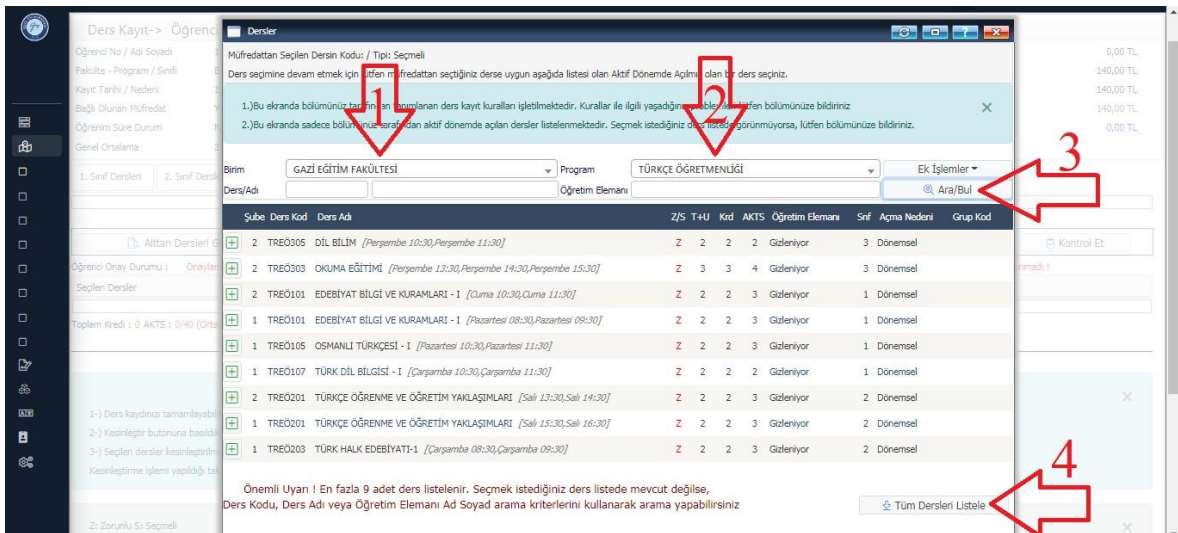 Ders Kayıt-> Öğrenci
Öğrenci No / Adı Soyadı
Fakülte - Program / Sınıfı
Kayıt Tarihi / Nedeni
Bağlı Olunan Müfredat
Öğrenim Süre Durum
Genel Ortalama
0,00 TL
140,00 TL
140,00 TL
140,00 TL
0,00 TL
1. Sınıf Dersleri 2. Sınıf
Alttan Dersleri
Öğrenci Onay Durumu :
Seçilen Dersler
Toplam Kredi : 0 AKTS : 0/40
1-) Ders kaydınızı
2-) Kesinleştir butonuna
3-) Seçilen dersler
Kesinleştirme işlemi yapıldığı
Z: Zorunlu S: Seçmeli
Kontrol Et
Dersler
Müfredattan Seçilen Dersin Kodu: / Tipi: Seçmeli
Ders seçimine devam etmek için lütfen müfredattan seçtiğiniz derse uygun aşağıda listesi olan Aktif Dönemde Açılmış olan bir ders seçiniz.
1.)Bu ekranda bölümünüz tarafından tanımlanan ders kayıt kuralları işletilmektedir. Kurallar ile ilgili yaşadığınız problemleri lütfen bölümünüze bildiriniz
2.)Bu ekranda sadece bölümünüz tarafından aktif dönemde açılan dersler listelenmektedir. Seçmek istediğiniz ders listede görünmüyorsa, lütfen bölümünüze bildiriniz.
1
2
3
4
Birim GAZİ EĞİTİM FAKÜLTESİ Program TÜRKÇE ÖĞRETMENLİĞİ Ek İşlemler
Ders/Adı Öğretim Elemanı Ara/Bul
Şube Ders Kod Ders Adı Z/S T+U Krd AKTS Öğretim Elemanı Snf Açma Nedeni Grup Kod
2 TREÖ305 DİL BİLİM [Perşembe 10:30,Perşembe 11:30] Z 2 2 2 Gizleniyor 3 Dönemsel
2 TREÖ303 OKUMA EĞİTİMİ [Perşembe 13:30,Perşembe 14:30,Perşembe 15:30] Z 3 3 4 Gizleniyor 3 Dönemsel
2 TREÖ101 EDEBİYAT BİLGİ VE KURAMLARI - I [Cuma 10:30,Cuma 11:30] Z 2 2 3 Gizleniyor 1 Dönemsel
1 TREÖ101 EDEBİYAT BİLGİ VE KURAMLARI - I [Pazartesi 08:30,Pazartesi 09:30] Z 2 2 3 Gizleniyor 1 Dönemsel
1 TREÖ105 OSMANLI TÜRKÇESİ - I [Pazartesi 10:30,Pazartesi 11:30] Z 2 2 3 Gizleniyor 1 Dönemsel
1 TREÖ107 TÜRK DİL BİLGİSİ - I [Çarşamba 10:30,Çarşamba 11:30] Z 2 2 3 Gizleniyor 1 Dönemsel
2 TREÖ201 TÜRKÇE ÖĞRENME VE ÖĞRETİM YAKLAŞIMLARI [Salı 13:30,Salı 14:30] Z 2 2 3 Gizleniyor 2 Dönemsel
1 TREÖ201 TÜRKÇE ÖĞRENME VE ÖĞRETİM YAKLAŞIMLARI [Salı 15:30,Salı 16:30] Z 2 2 3 Gizleniyor 2 Dönemsel
1 TREÖ203 TÜRK HALK EDEBİYATI-1 [Çarşamba 08:30,Çarşamba 09:30] Z 2 2 3 Gizleniyor 2 Dönemsel
Önemli Uyarı ! En fazla 9 adet ders listelenir. Seçmek istediğiniz ders listede mevcut değilse,
Ders Kodu, Ders Adı veya Öğretim Elemanı Ad Soyad arama kriterlerini kullanarak arama yapabilirsiniz
Tüm Dersleri Listele